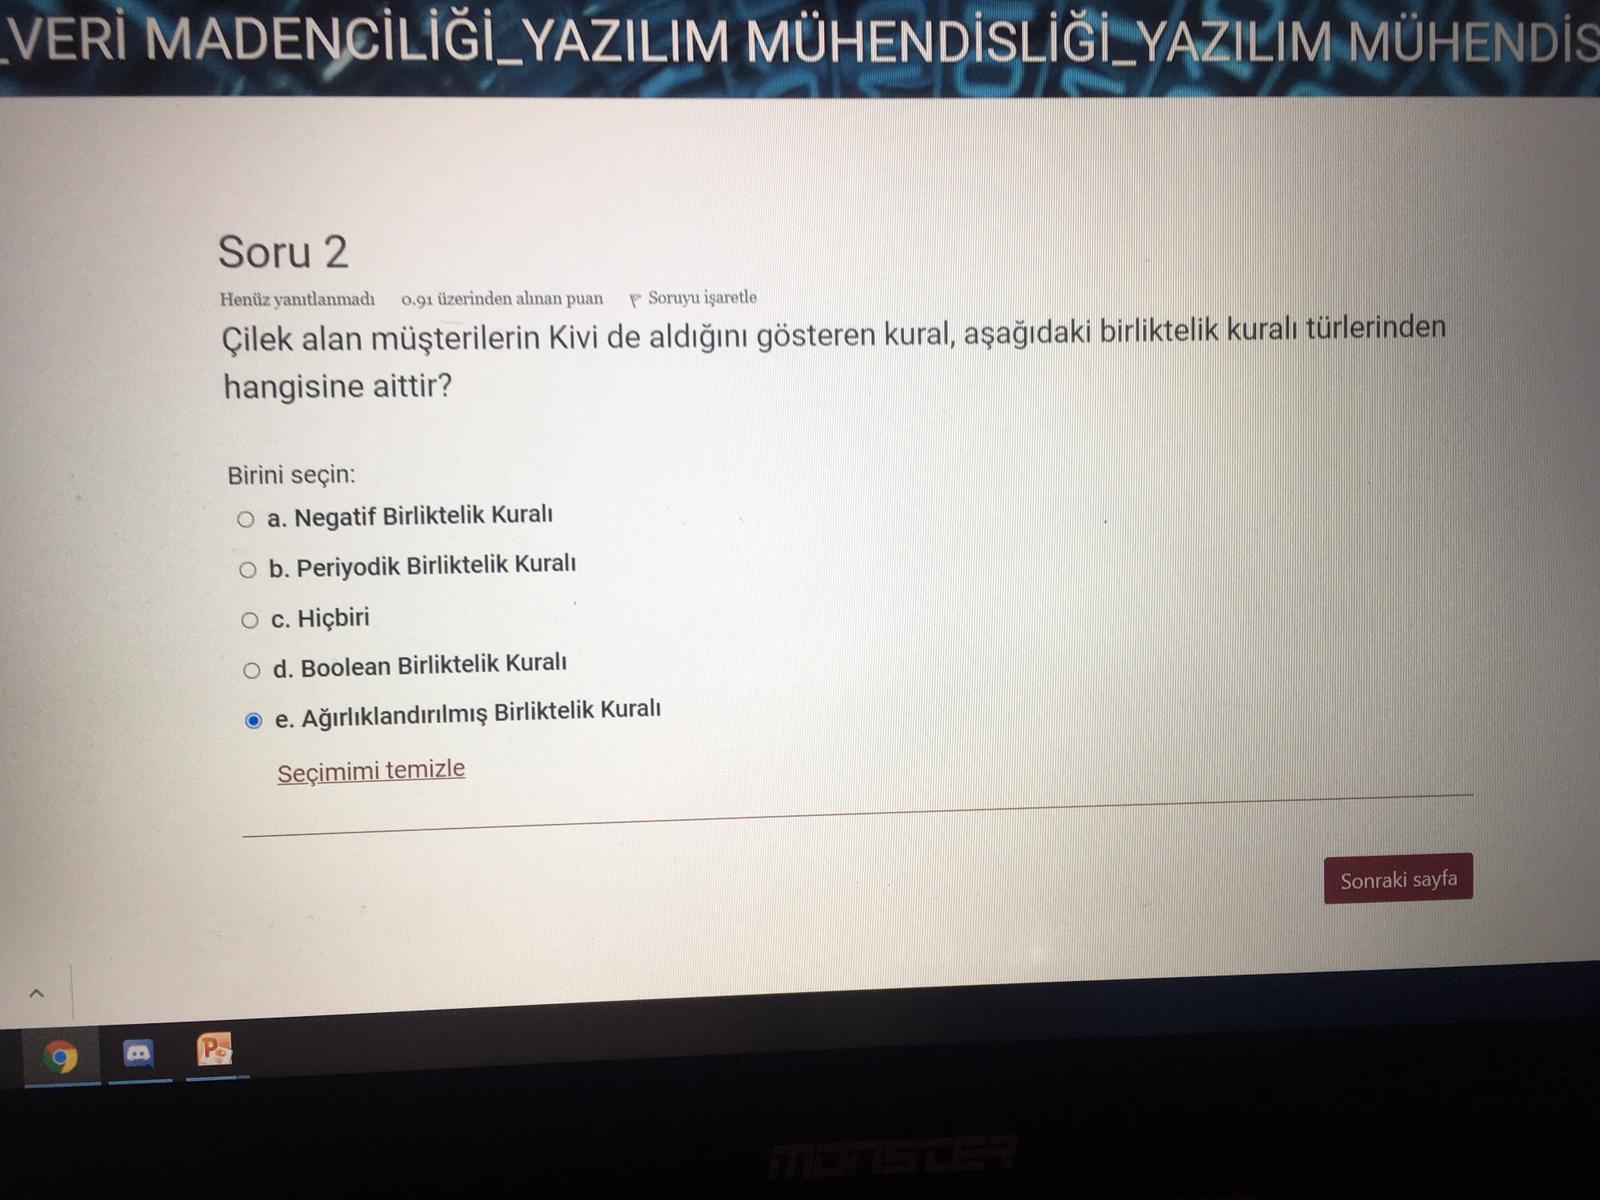 _VERİ MADENCİLİĞİ_YAZILIM MÜHENDİSLİĞİ_YAZILIM MÜHENDİS
Soru 2
Henüz yanıtlanmadı 0.91 üzerinden alınan puan Soruyu işaretle
Çilek alan müşterilerin Kivi de aldığını gösteren kural, aşağıdaki birliktelik kuralı türlerinden
hangisine aittir?
Birini seçin:
a. Negatif Birliktelik Kuralı
b. Periyodik Birliktelik Kuralı
c. Hiçbiri
d. Boolean Birliktelik Kuralı
e. Ağırlıklandırılmış Birliktelik Kuralı
Seçimimi temizle
Sonraki sayfa
MONSTER